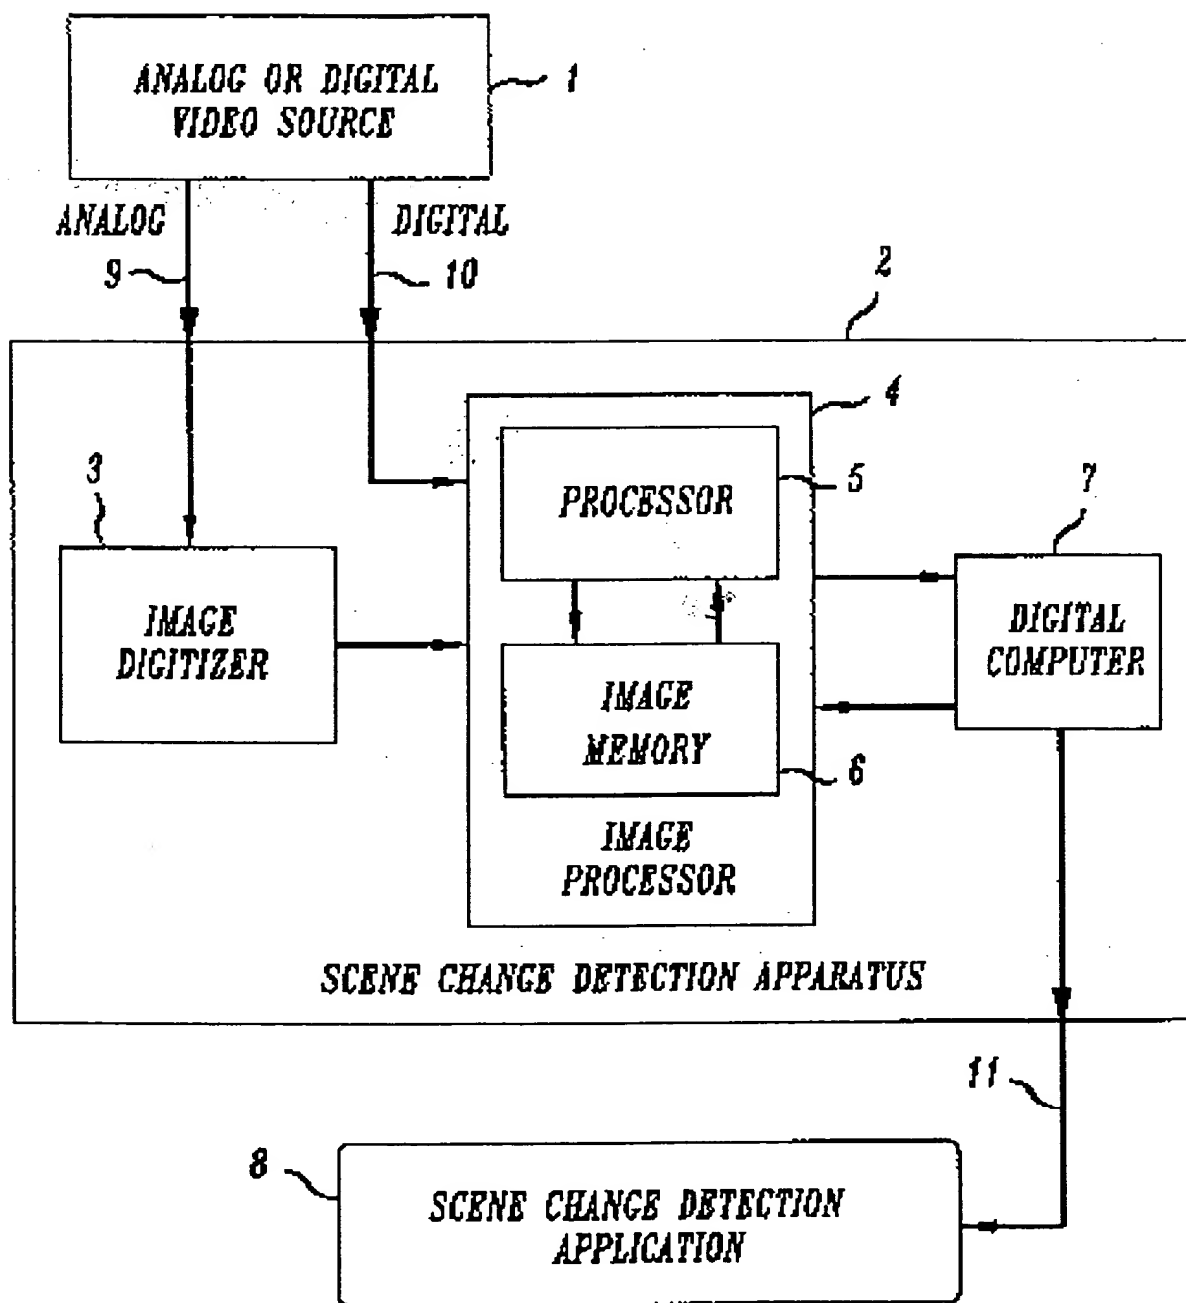 ANALOG OR DIGITAL
VIDEO SOURCE
1
ANALOG
DIGITAL
9
10
2
4
3
5
7
PROCESSOR
IMAGE
DIGITIZER
DIGITAL
COMPUTER
IMAGE
MEMORY
6
IMAGE
PROCESSOR
SCENE CHANGE DETECTION APPARATUS
11
8
SCENE CHANGE DETECTION
APPLICATION